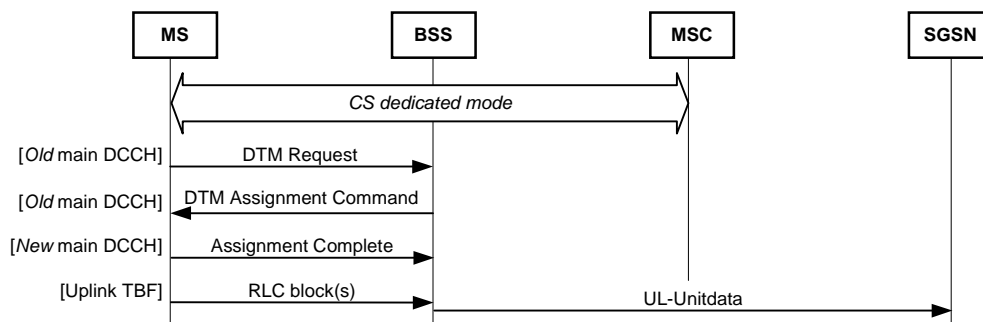 MS
BSS
MSC
SGSN
CS dedicated mode
[Old main DCCH]
DTM Request
[Old main DCCH]
DTM Assignment Command
[New main DCCH]
Assignment Complete
[Uplink TBF]
RLC block(s)
UL-Unitdata